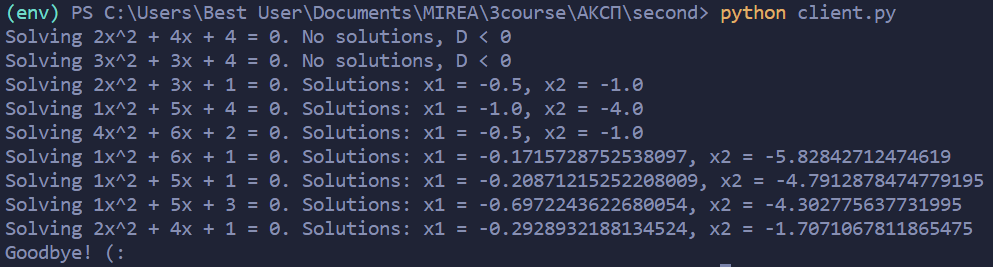 (env) PS C:\Users\Best User\Documents\MIREA\3course\АКСП\second> python client.py
Solving 2x^2 + 4x + 4 = 0. No solutions, D < 0
Solving 3x^2 + 3x + 4 = 0. No solutions, D < 0
Solving 2x^2 + 3x + 1 = 0. Solutions: x1 = -0.5, x2 = -1.0
Solving 1x^2 + 5x + 4 = 0. Solutions: x1 = -1.0, x2 = -4.0
Solving 4x^2 + 6x + 2 = 0. Solutions: x1 = -0.5, x2 = -1.0
Solving 1x^2 + 6x + 1 = 0. Solutions: x1 = -0.1715728752538097, x2 = -5.82842712474619
Solving 1x^2 + 5x + 1 = 0. Solutions: x1 = -0.20871215252208009, x2 = -4.7912878474779195
Solving 1x^2 + 5x + 3 = 0. Solutions: x1 = -0.6972243622680054, x2 = -4.302775637731995
Solving 2x^2 + 4x + 1 = 0. Solutions: x1 = -0.2928932188134524, x2 = -1.7071067811865475
Goodbye! (: